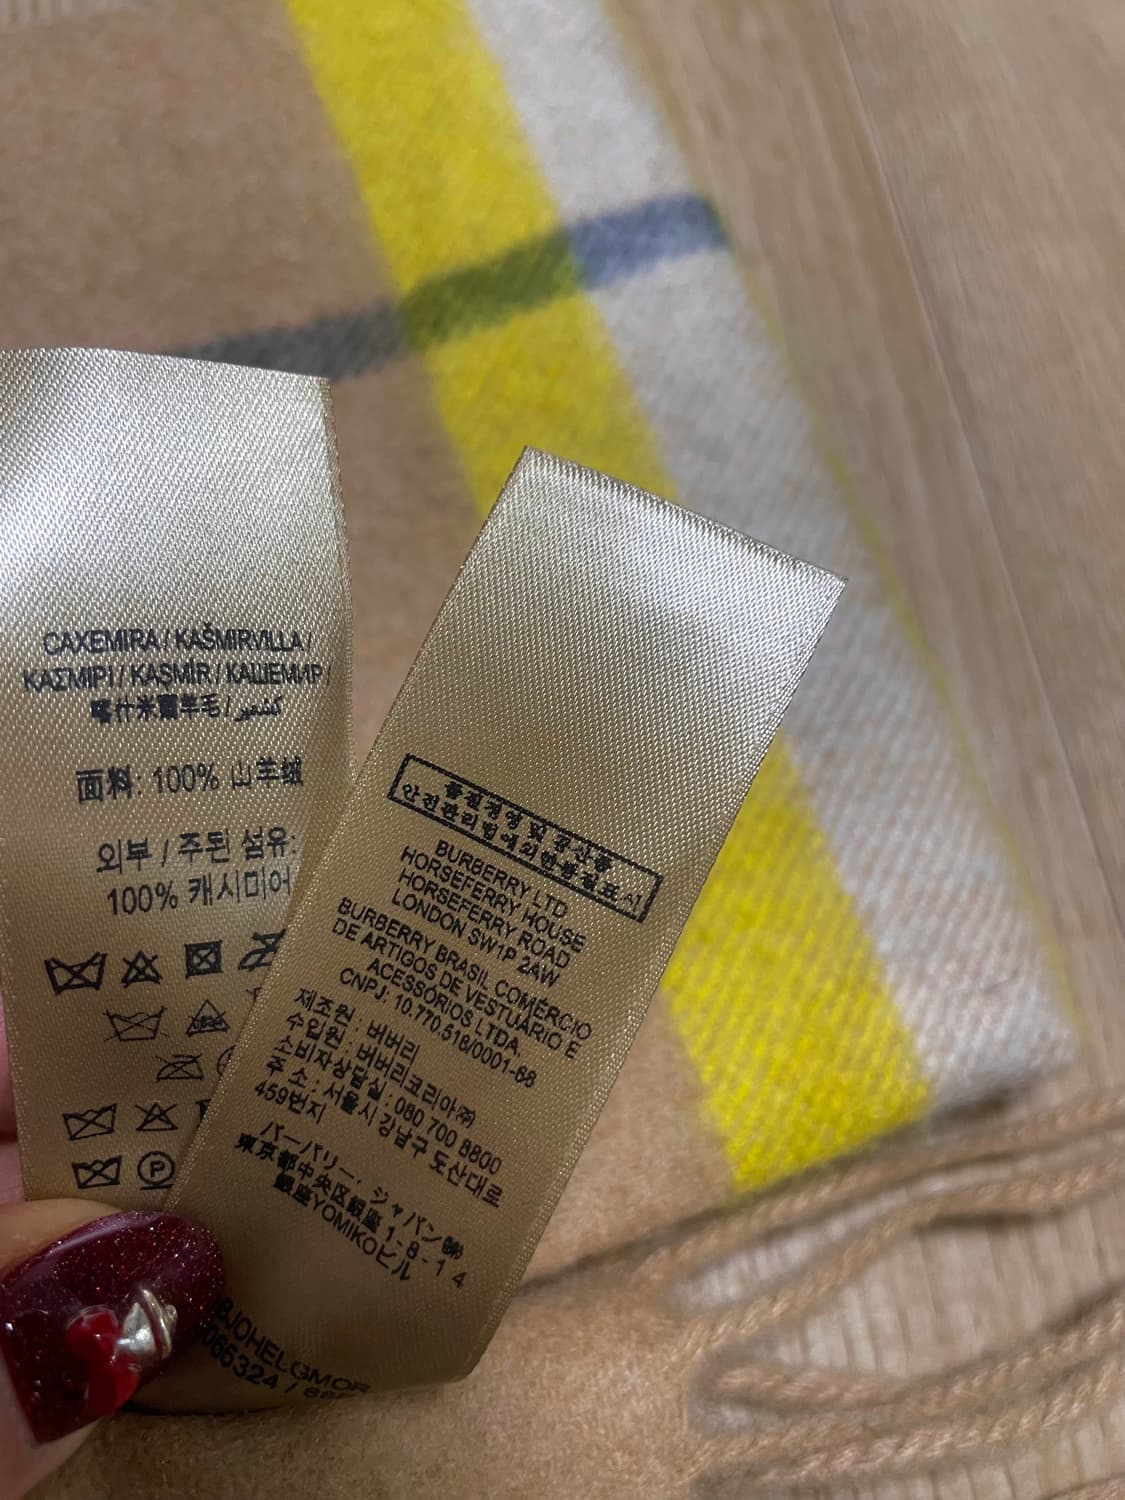 CAXEMIRA / KAŠMIRVILLA /
ΚΑΣΜΙΡΙ / KASMİR / КАШЕМИР /
喀什米爾羊毛 / كشمير
面料: 100% 山羊绒
외부 / 주된 섬유:
100% 캐시미어
품질경영 및 공산품
안전관리법에 의한 품질표시
BURBERRY LTD
HORSEFERRY HOUSE
HORSEFERRY ROAD
LONDON SW1P 2AW
BURBERRY BRASIL COMÉRCIO
DE ARTIGOS DE VESTUÁRIO E
ACESSÓRIOS LTDA.
CNPJ: 10.770.516/0001-68
제조원 : 버버리
수입원 : 버버리코리아㈜
소비자상담실 : 080 700 8800
주 소 : 서울시 강남구 도산대로
459번지
バーバリー・ジャパン㈱
東京都中央区銀座1-8-14
銀座YOMIKOビル
BJOHELGMOR
065324 /